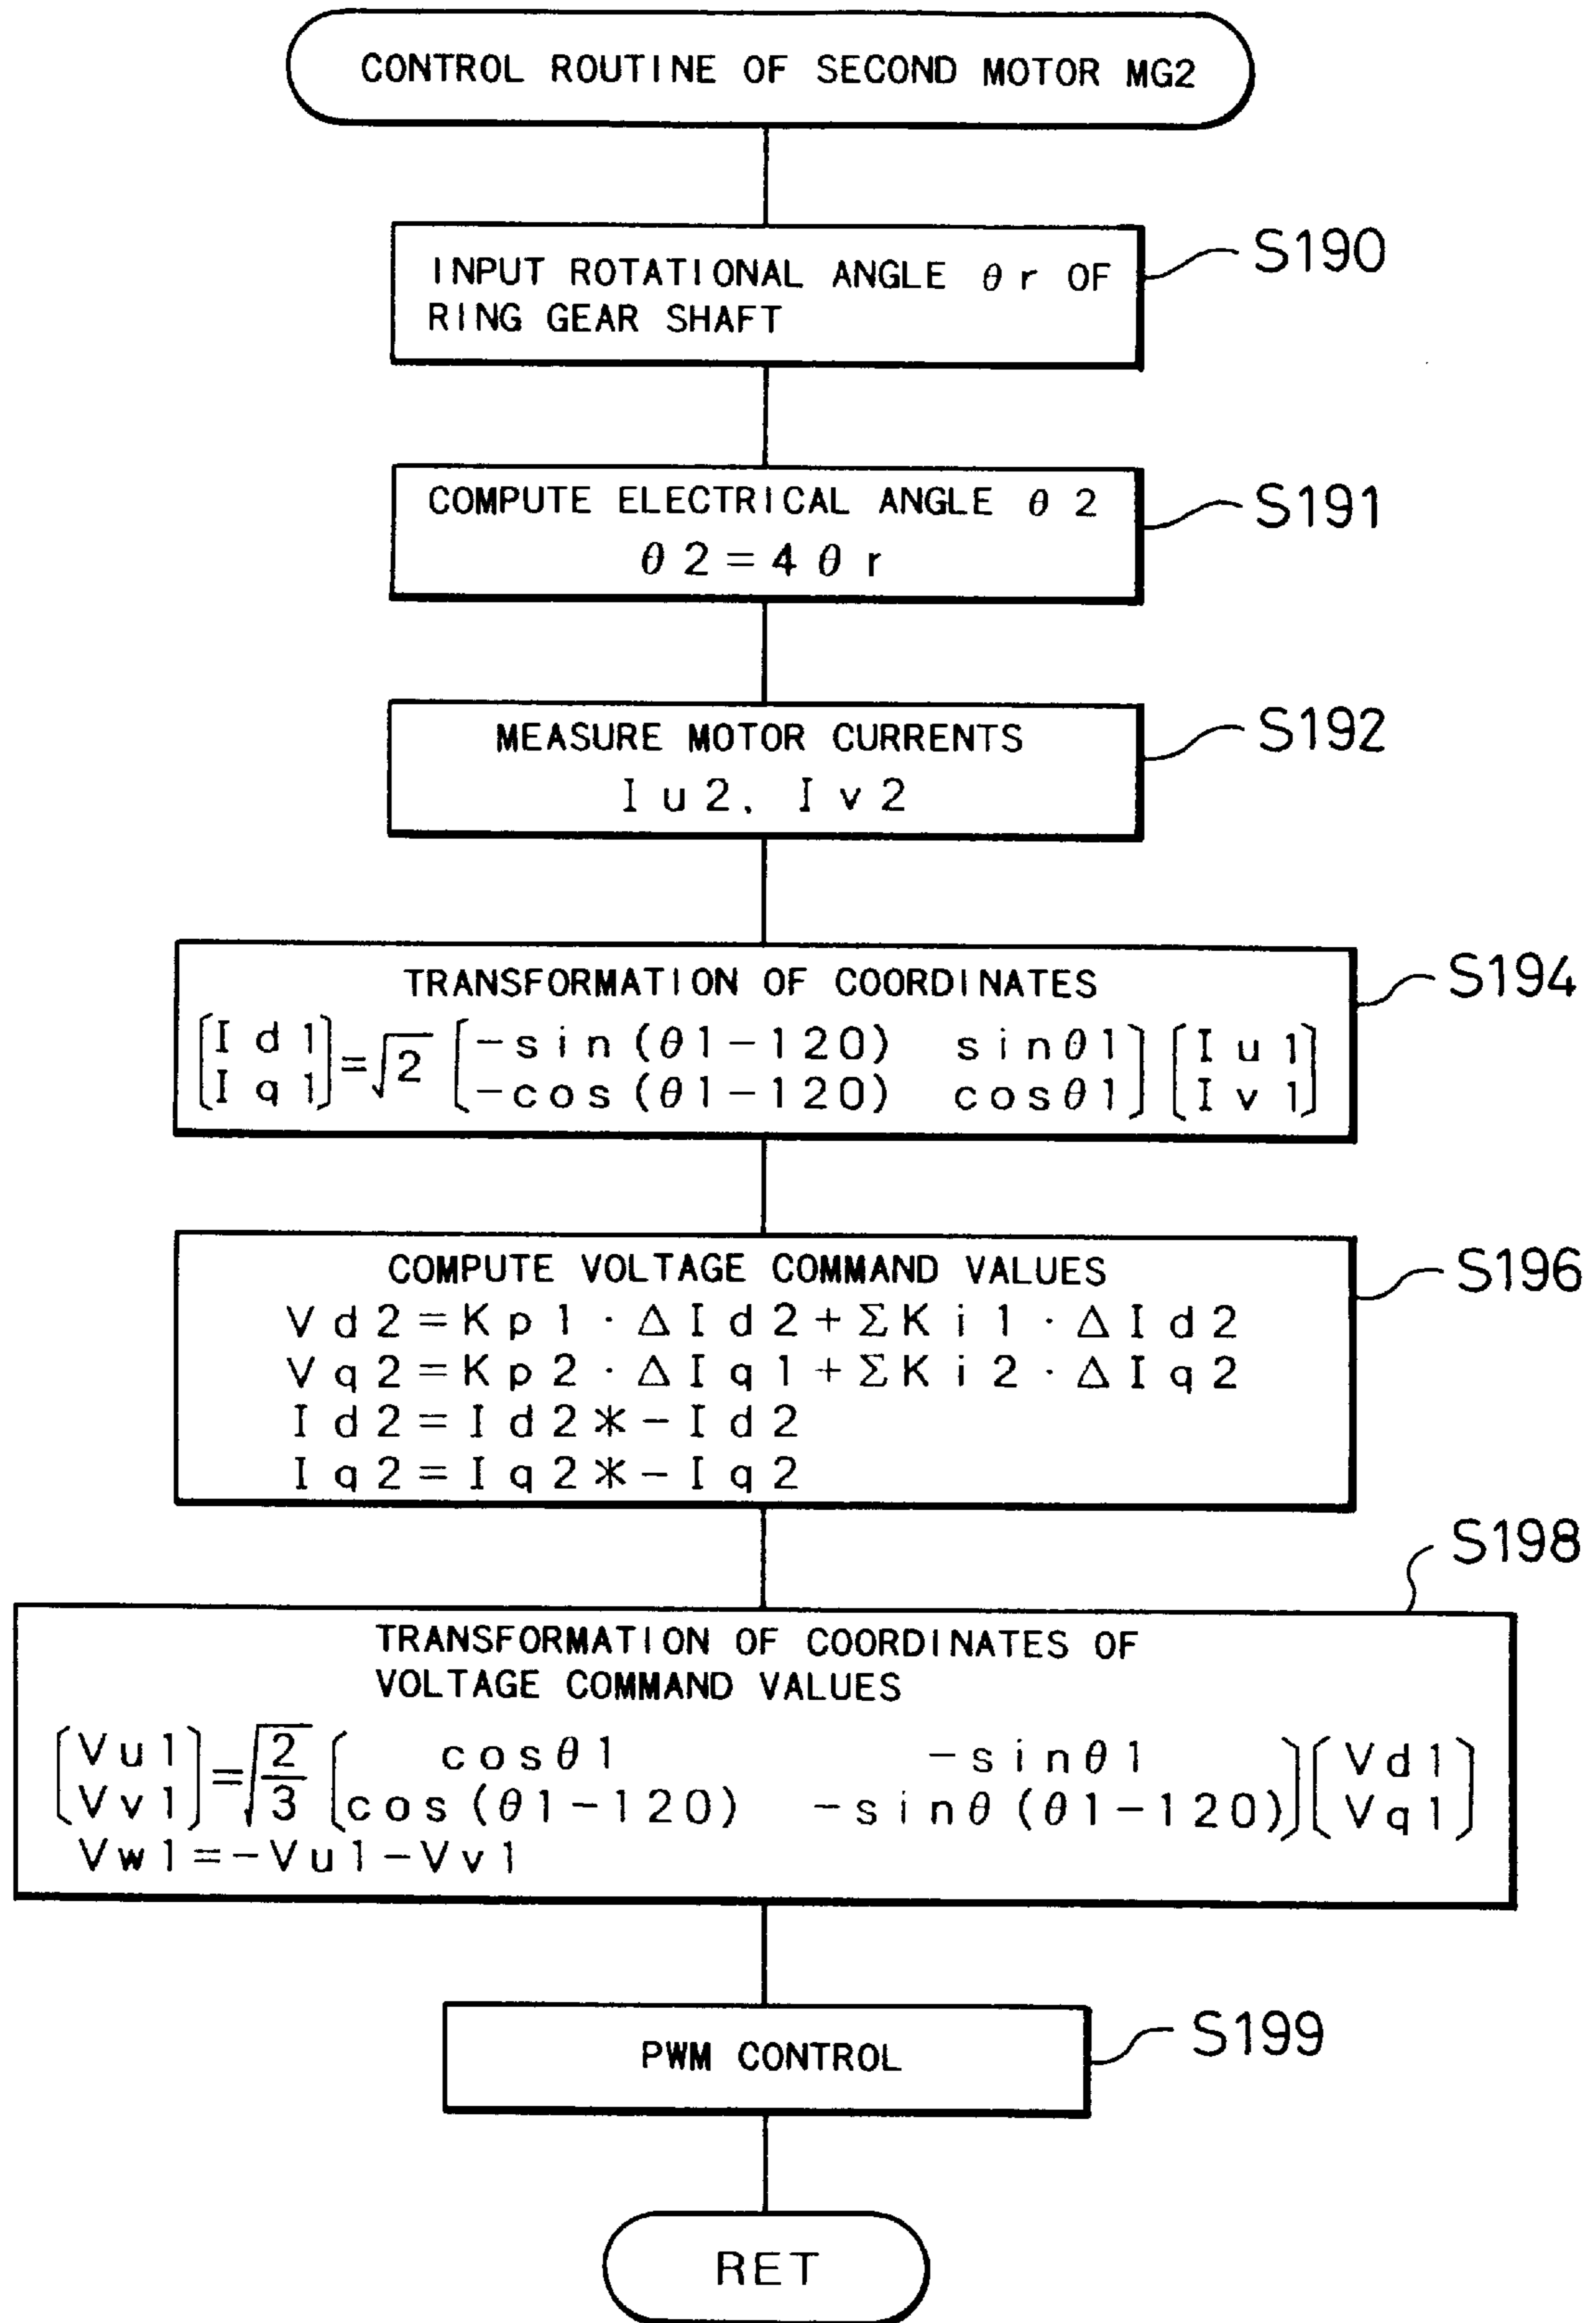 CONTROL ROUTINE OF SECOND MOTOR MG2
INPUT ROTATIONAL ANGLE θr OF
RING GEAR SHAFT
S190
COMPUTE ELECTRICAL ANGLE θ2
θ2=4θr
S191
MEASURE MOTOR CURRENTS
Iu2, Iv2
S192
TRANSFORMATION OF COORDINATES
[Id1] = √2 [-sin(θ1-120) sinθ1] [Iu1]
[Iq1] [-cos(θ1-120) cosθ1] [Iv1]
S194
COMPUTE VOLTAGE COMMAND VALUES
Vd2=Kp1·ΔId2+ΣKi1·ΔId2
Vq2=Kp2·ΔIq1+ΣKi2·ΔIq2
Id2=Id2*-Id2
Iq2=Iq2*-Iq2
S196
TRANSFORMATION OF COORDINATES OF
VOLTAGE COMMAND VALUES
[Vu1] = √2/3 [cosθ1 -sinθ1] [Vd1]
[Vv1] [cos(θ1-120) -sinθ(θ1-120)] [Vq1]
Vw1=-Vu1-Vv1
S198
PWM CONTROL
S199
RET